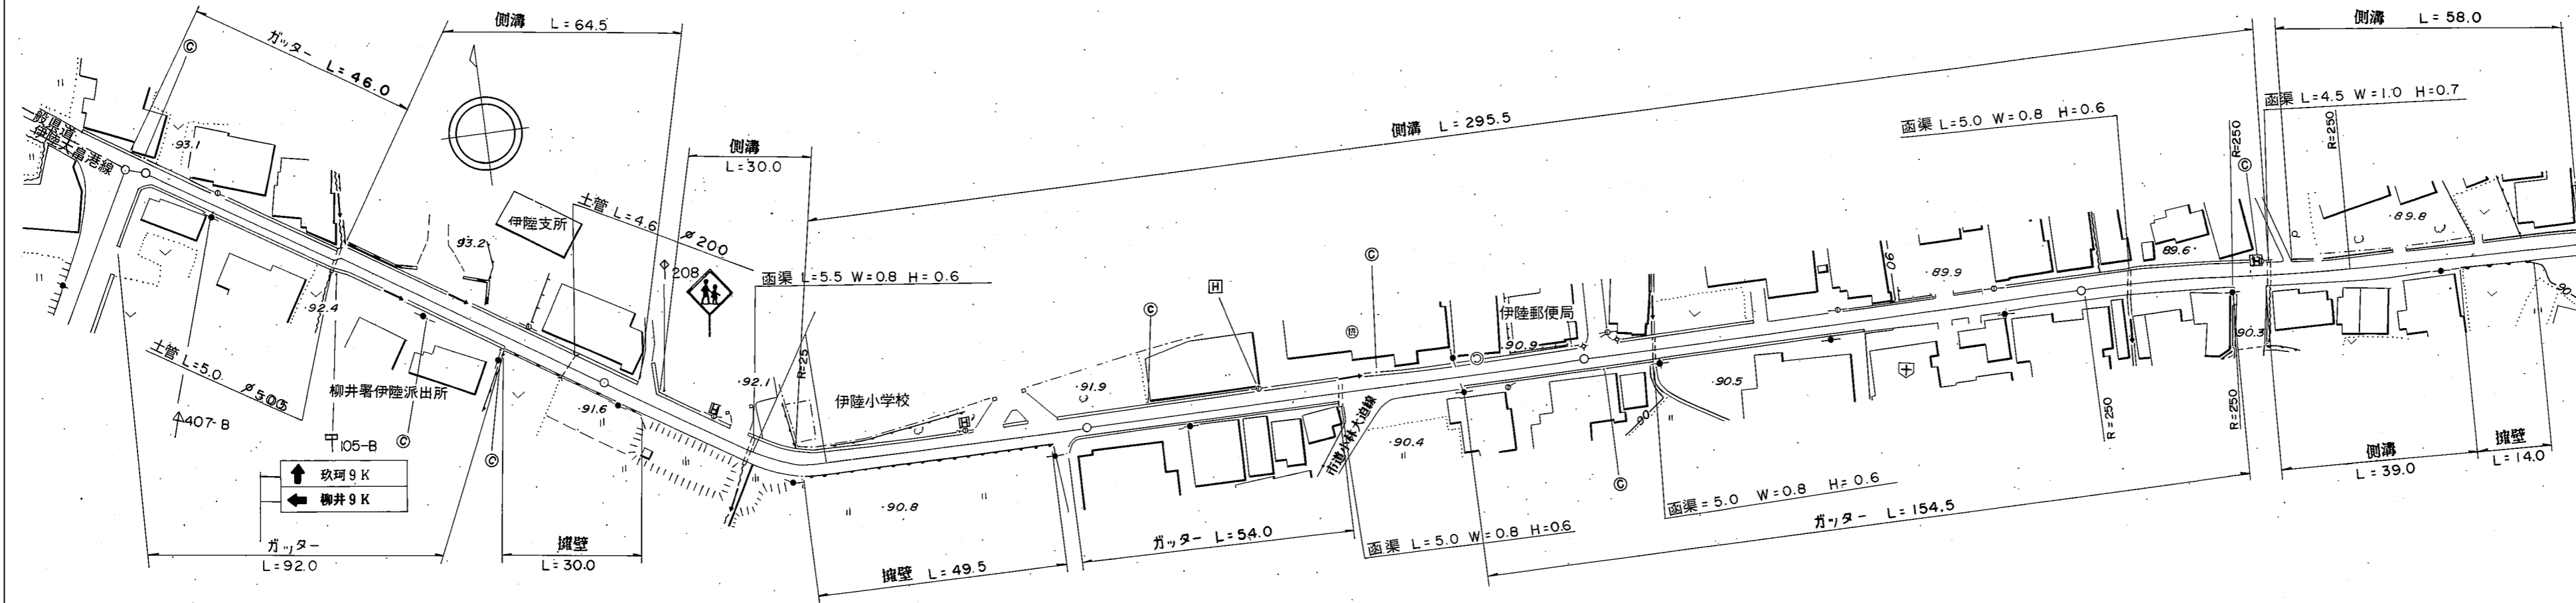 側溝 L=64.5
ガッター
L=46.0
Ⓒ
側溝 L=58.0
側溝 L=295.5
函渠 L=4.5 W=1.0 H=0.7
函渠 L=5.0 W=0.8 H=0.6
R=250
R=250
Ⓒ
側溝
L=30.0
般県道
伊陸大畠港線
93.1
93.2
伊陸支所
土管 L=4.6
ø200
208
函渠 L=5.5 W=0.8 H=0.6
Ⓒ
H
Ⓒ
伊陸郵便局
90.9
90
89.9
89.6
H
89.8
92.4
土管 L=5.0
柳井署伊陸派出所
407-B
105-B
Ⓒ
Ⓒ
玖珂 9 K
柳井 9 K
91.6
92.1
R=25
H
伊陸小学校
H
91.9
90.8
市道小林大迫線
90.4
90.5
90
Ⓒ
90.3
90
R=250
R=250
ガッター
L=92.0
擁壁
L=30.0
擁壁 L=49.5
ガッター L=54.0
函渠 L=5.0 W=0.8 H=0.6
函渠=5.0 W=0.8 H=0.6
ガッター L=154.5
側溝
L=39.0
擁壁
L=14.0